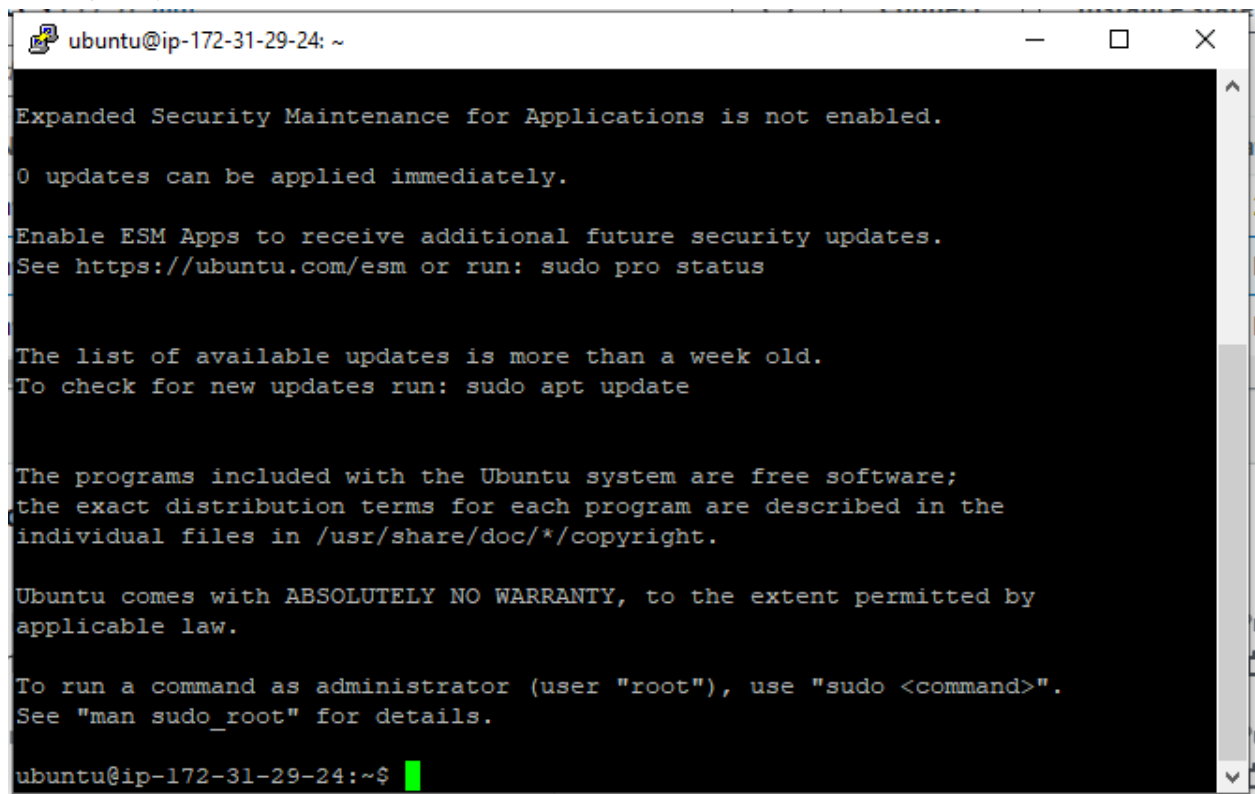 ubuntu@ip-172-31-29-24: ~
Expanded Security Maintenance for Applications is not enabled.
0 updates can be applied immediately.
Enable ESM Apps to receive additional future security updates.
See https://ubuntu.com/esm or run: sudo pro status
The list of available updates is more than a week old.
To check for new updates run: sudo apt update
The programs included with the Ubuntu system are free software;
the exact distribution terms for each program are described in the
individual files in /usr/share/doc/*/copyright.
Ubuntu comes with ABSOLUTELY NO WARRANTY, to the extent permitted by
applicable law.
To run a command as administrator (user "root"), use "sudo <command>".
See "man sudo_root" for details.
ubuntu@ip-172-31-29-24:~$